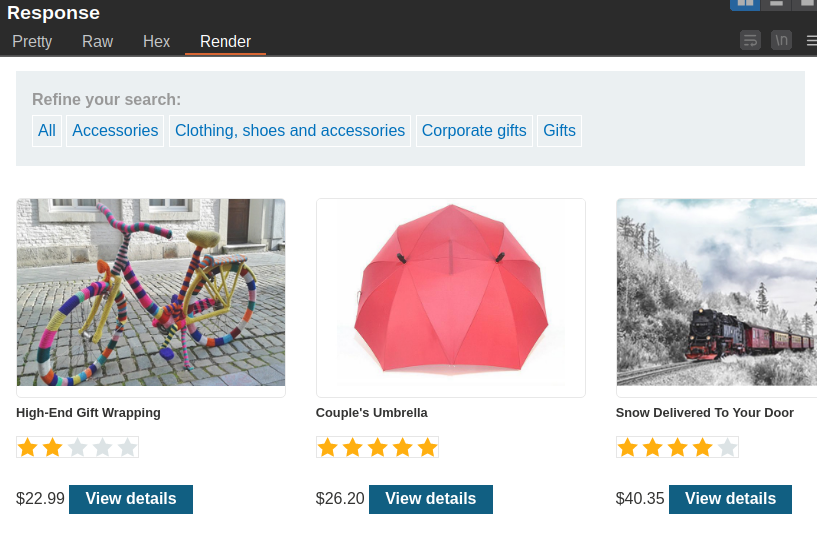 Response
Pretty Raw Hex Render
\n
Refine your search:
All Accessories Clothing, shoes and accessories Corporate gifts Gifts
High-End Gift Wrapping Couple's Umbrella Snow Delivered To Your Door
$22.99 View details $26.20 View details $40.35 View details